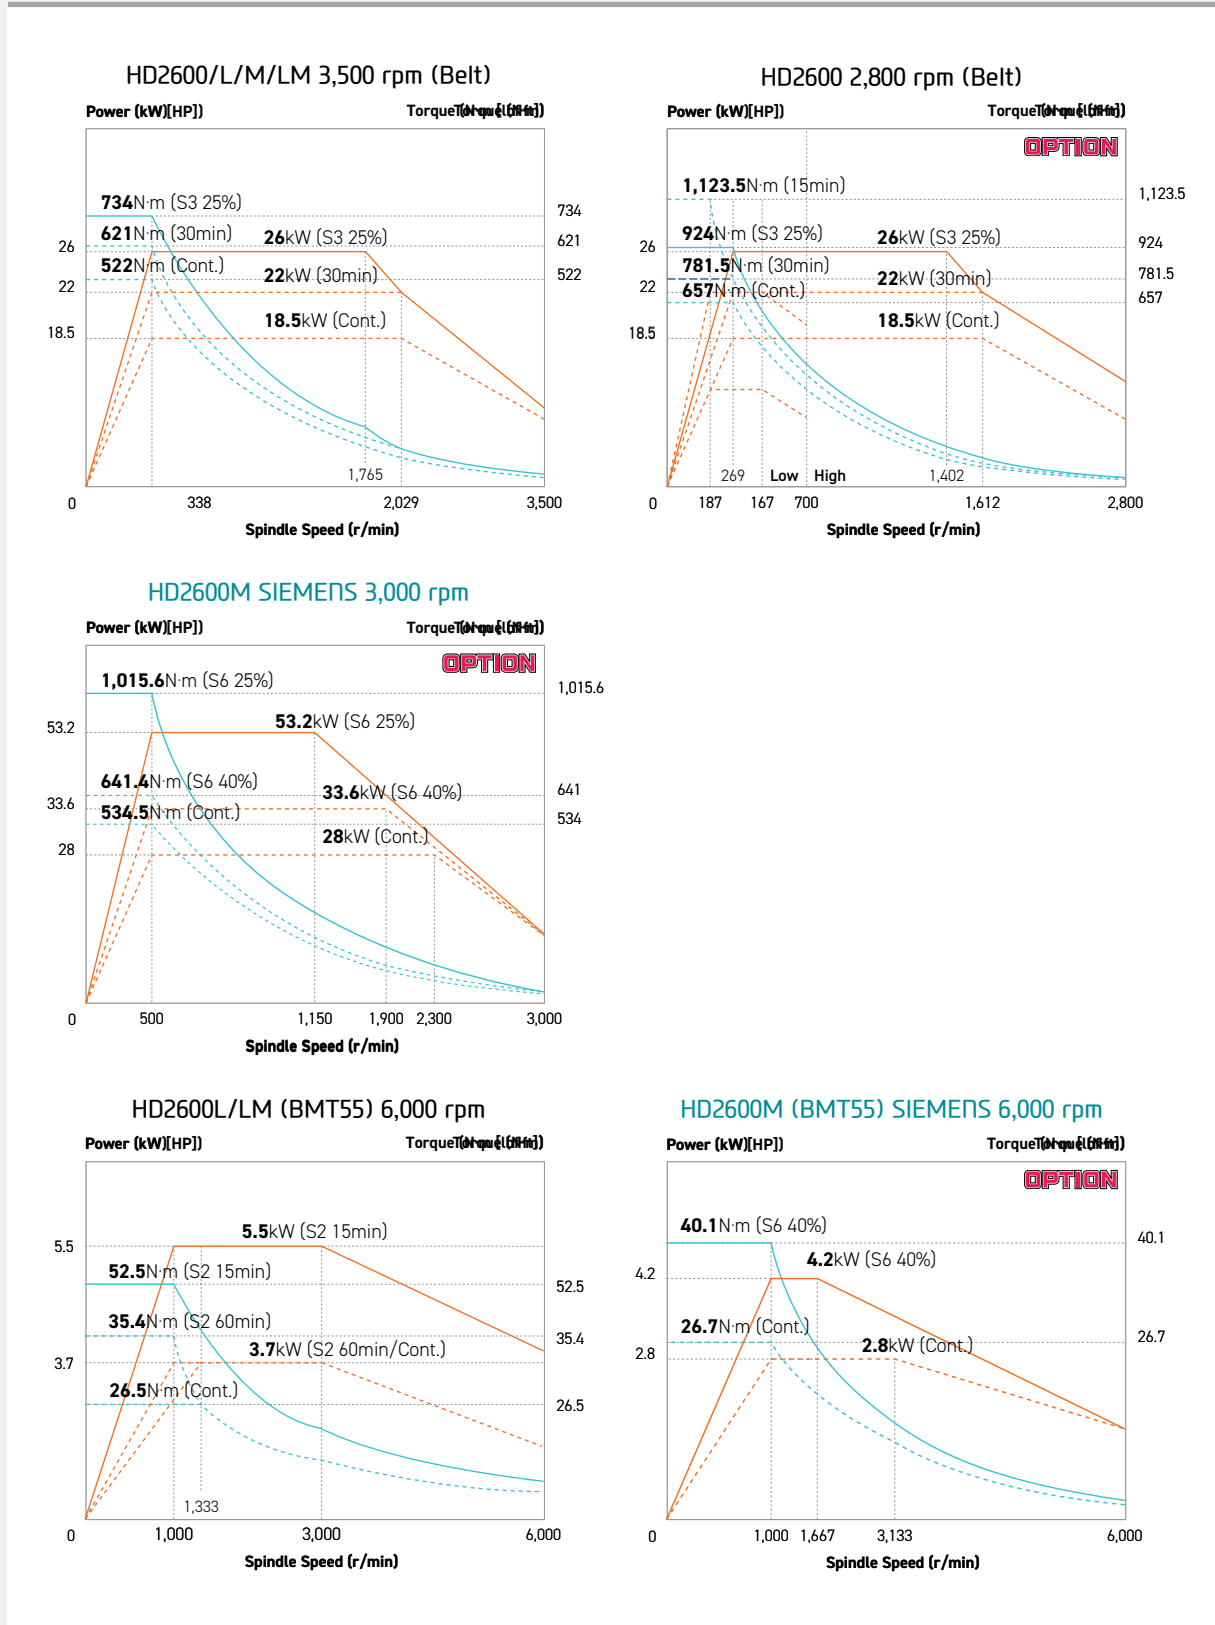 HD2600/L/M/LM 3,500 rpm (Belt)
Power (kW)[HP])
734N·m (S3 25%)
621N·m (30min)
522N·m (Cont.)
26kW (S3 25%)
22kW (30min)
18.5kW (Cont.)
26
22
18.5
734
621
522
1,765
0
338
2,029
3,500
Spindle Speed (r/min)
HD2600 2,800 rpm (Belt)
Power (kW)[HP])
OPTION
1,123.5N·m (15min)
924N·m (S3 25%)
781.5N·m (30min)
657N·m (Cont.)
26kW (S3 25%)
22kW (30min)
18.5kW (Cont.)
26
22
18.5
1,123.5
924
781.5
657
269
Low
High
1,402
0
187
167
700
1,612
2,800
Spindle Speed (r/min)
HD2600M SIEMENS 3,000 rpm
Power (kW)[HP])
OPTION
1,015.6N·m (S6 25%)
53.2kW (S6 25%)
641.4N·m (S6 40%)
33.6kW (S6 40%)
534.5N·m (Cont.)
28kW (Cont.)
53.2
33.6
28
1,015.6
641
534
0
500
1,150
1,900
2,300
3,000
Spindle Speed (r/min)
HD2600L/LM (BMT55) 6,000 rpm
Power (kW)[HP])
5.5kW (S2 15min)
52.5N·m (S2 15min)
35.4N·m (S2 60min)
3.7kW (S2 60min/Cont.)
26.5N·m (Cont.)
5.5
3.7
52.5
35.4
26.5
1,333
0
1,000
3,000
6,000
Spindle Speed (r/min)
HD2600M (BMT55) SIEMENS 6,000 rpm
Power (kW)[HP])
OPTION
40.1N·m (S6 40%)
4.2kW (S6 40%)
26.7N·m (Cont.)
2.8kW (Cont.)
4.2
2.8
40.1
26.7
0
1,000
1,667
3,133
6,000
Spindle Speed (r/min)